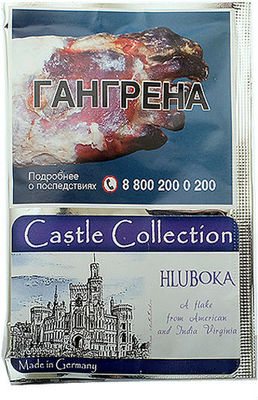 ГАНГРЕНА
Подробнее
о последствиях
8 800 200 0 200
Castle Collection
HLUBOKA
A flake
from American
and India Virginia
Made in Germany